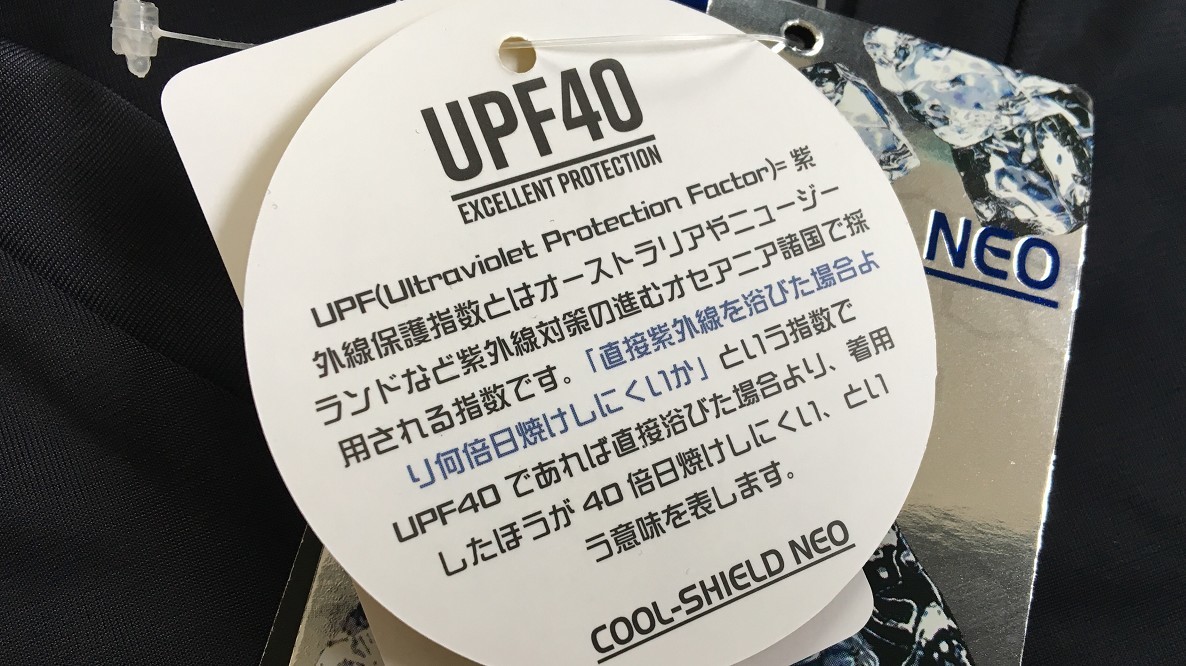 UPF40
EXCELLENT PROTECTION
UPF(Ultraviolet Protection Factor)= 紫
外線保護指数とはオーストラリアやニュージー
ランドなど紫外線対策の進むオセアニア諸国で採
用される指数です。「直接紫外線を浴びた場合よ
り何倍日焼けしにくいか」という指数で
UPF40 であれば直接浴びた場合より、着用
したほうが 40 倍日焼けしにくい、とい
う意味を表します。
COOL-SHIELD NEO
NEO